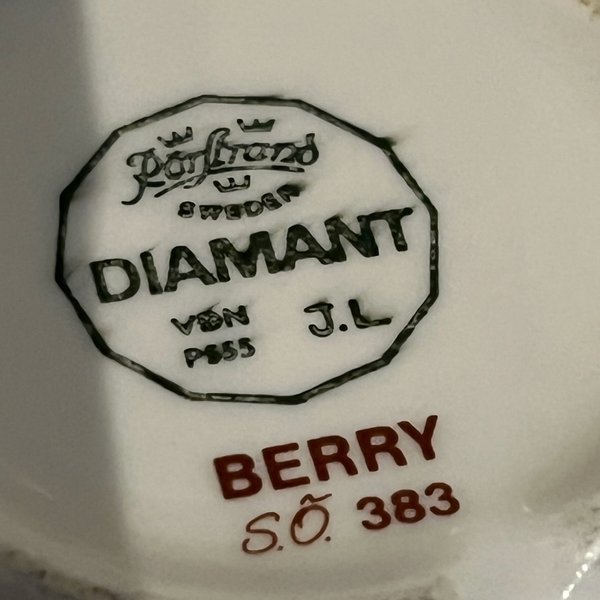 Rörstrand
SWEDEN
DIAMANT
VDN J.L
P555
BERRY
S.Õ. 383